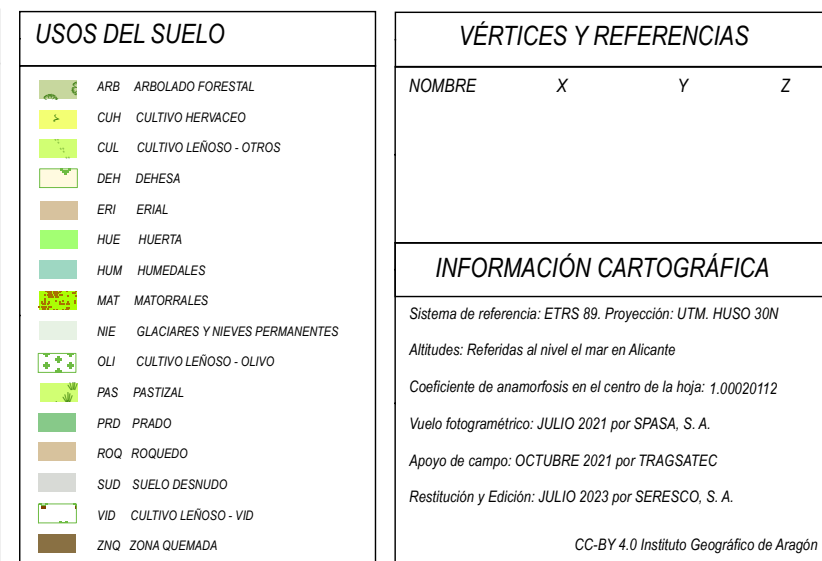 USOS DEL SUELO
ARB ARBOLADO FORESTAL
CUH CULTIVO HERVACEO
CUL CULTIVO LEÑOSO - OTROS
DEH DEHESA
ERI ERIAL
HUE HUERTA
HUM HUMEDALES
MAT MATORRALES
NIE GLACIARES Y NIEVES PERMANENTES
OLI CULTIVO LEÑOSO - OLIVO
PAS PASTIZAL
PRD PRADO
ROQ ROQUEDO
SUD SUELO DESNUDO
VID CULTIVO LEÑOSO - VID
ZNQ ZONA QUEMADA
VÉRTICES Y REFERENCIAS
NOMBRE X Y Z
INFORMACIÓN CARTOGRÁFICA
Sistema de referencia: ETRS 89. Proyección: UTM. HUSO 30N
Altitudes: Referidas al nivel el mar en Alicante
Coeficiente de anamorfosis en el centro de la hoja: 1.00020112
Vuelo fotogramétrico: JULIO 2021 por SPASA, S. A.
Apoyo de campo: OCTUBRE 2021 por TRAGSATEC
Restitución y Edición: JULIO 2023 por SERESCO, S. A.
CC-BY 4.0 Instituto Geográfico de Aragón